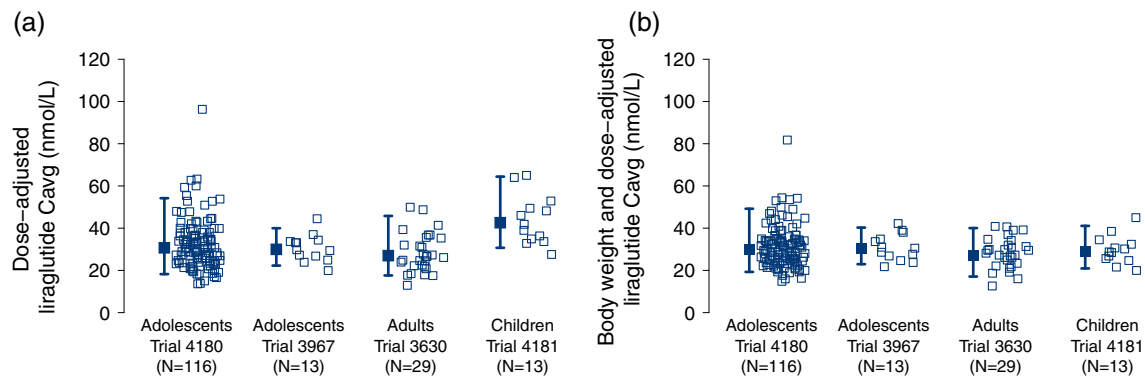 (a)
Dose−adjusted
liraglutide Cavg (nmol/L)
120
100
80
60
40
20
0
Adolescents
Trial 4180
(N=116)
Adolescents
Trial 3967
(N=13)
Adults
Trial 3630
(N=29)
Children
Trial 4181
(N=13)
(b)
Body weight and dose−adjusted
liraglutide Cavg (nmol/L)
120
100
80
60
40
20
0
Adolescents
Trial 4180
(N=116)
Adolescents
Trial 3967
(N=13)
Adults
Trial 3630
(N=29)
Children
Trial 4181
(N=13)